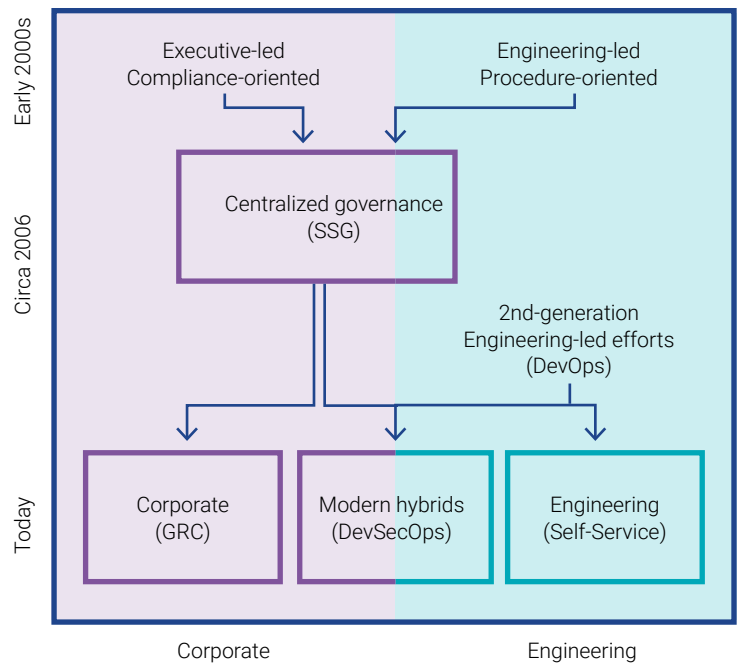 Early 2000s
Executive-led
Compliance-oriented
Engineering-led
Procedure-oriented
Circa 2006
Centralized governance
(SSG)
2nd-generation
Engineering-led efforts
(DevOps)
Today
Corporate
(GRC)
Modern hybrids
(DevSecOps)
Engineering
(Self-Service)
Corporate
Engineering